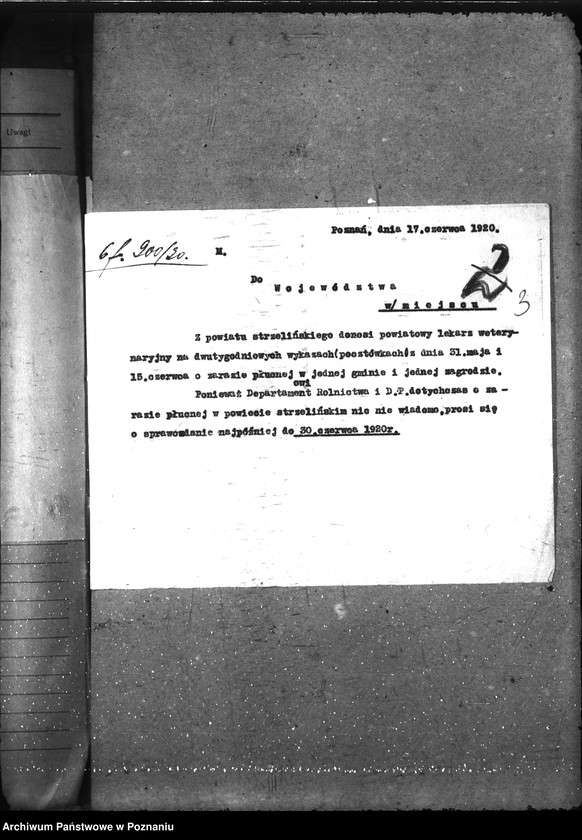 Uwagi
Poznań, dnia 17.czerwca 1920.
6 f. 900/20. M.
Do
Województwa
w/miejscu
2
3
Z powiatu strzelińskiego donosi powiatowy lekarz wetery-
naryjny na dwutygodniowych wykazach(pocztówkach)z dnia 31.maja i
15.czerwca o zarazie płucnej w jednej gminie i jednej zagrodzie.
owi
Ponieważ Departament Rolnictwa i D.P.dotychczas o za -
razie płucnej w powiecie strzelińskim nic nie wiadomo,prosi się
o sprawozdanie najpóźniej do 30.czerwca 1920r.
Archiwum Państwowe w Poznaniu